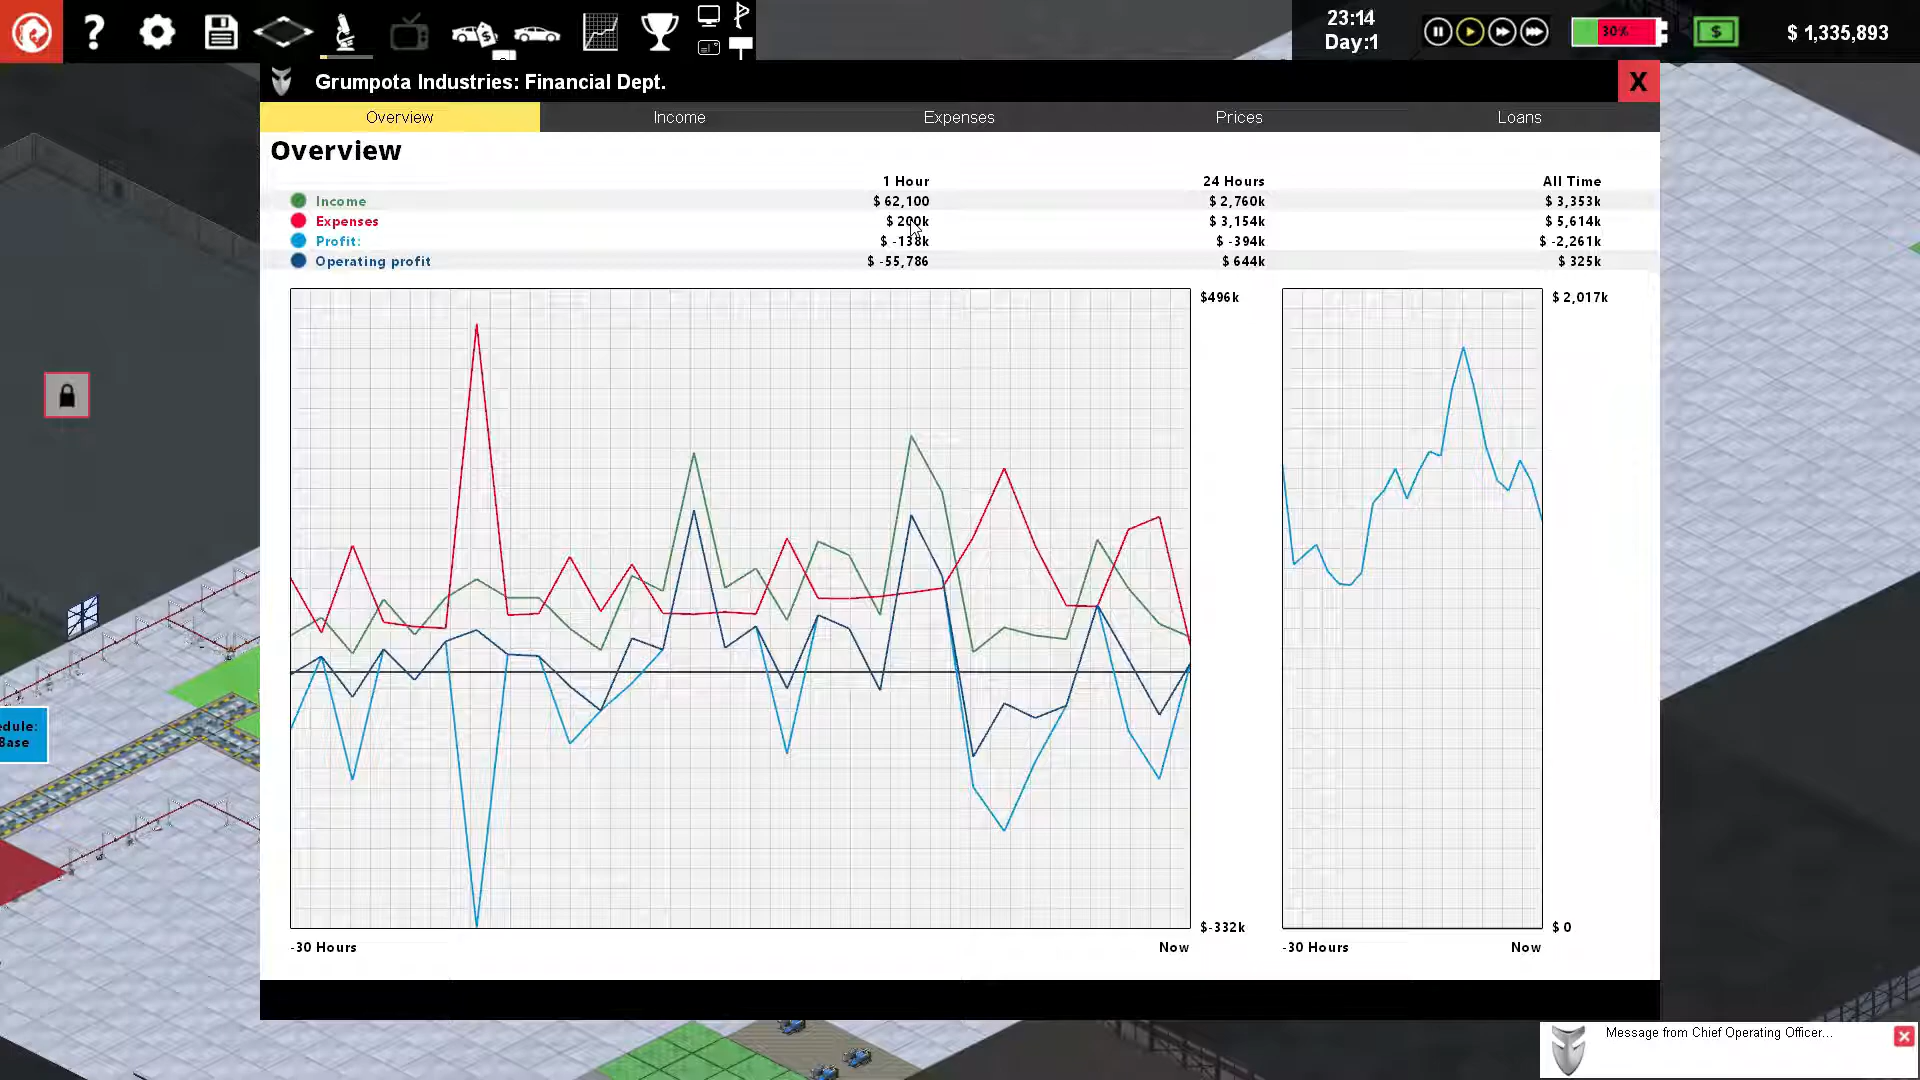 23:14
Day:1
30%
$
$ 1,335,893
Grumpota Industries: Financial Dept.
X
Overview
Income
Expenses
Prices
Loans
Overview
1 Hour
24 Hours
All Time
Income
$ 62,100
$ 2,760k
$ 3,353k
Expenses
$ 200k
$ 3,154k
$ 5,614k
Profit:
$ -138k
$ -394k
$ -2,261k
Operating profit
$ -55,786
$ 644k
$ 325k
$496k
$ 2,017k
$-332k
$ 0
-30 Hours
Now
-30 Hours
Now
edule:
Base
Message from Chief Operating Officer...